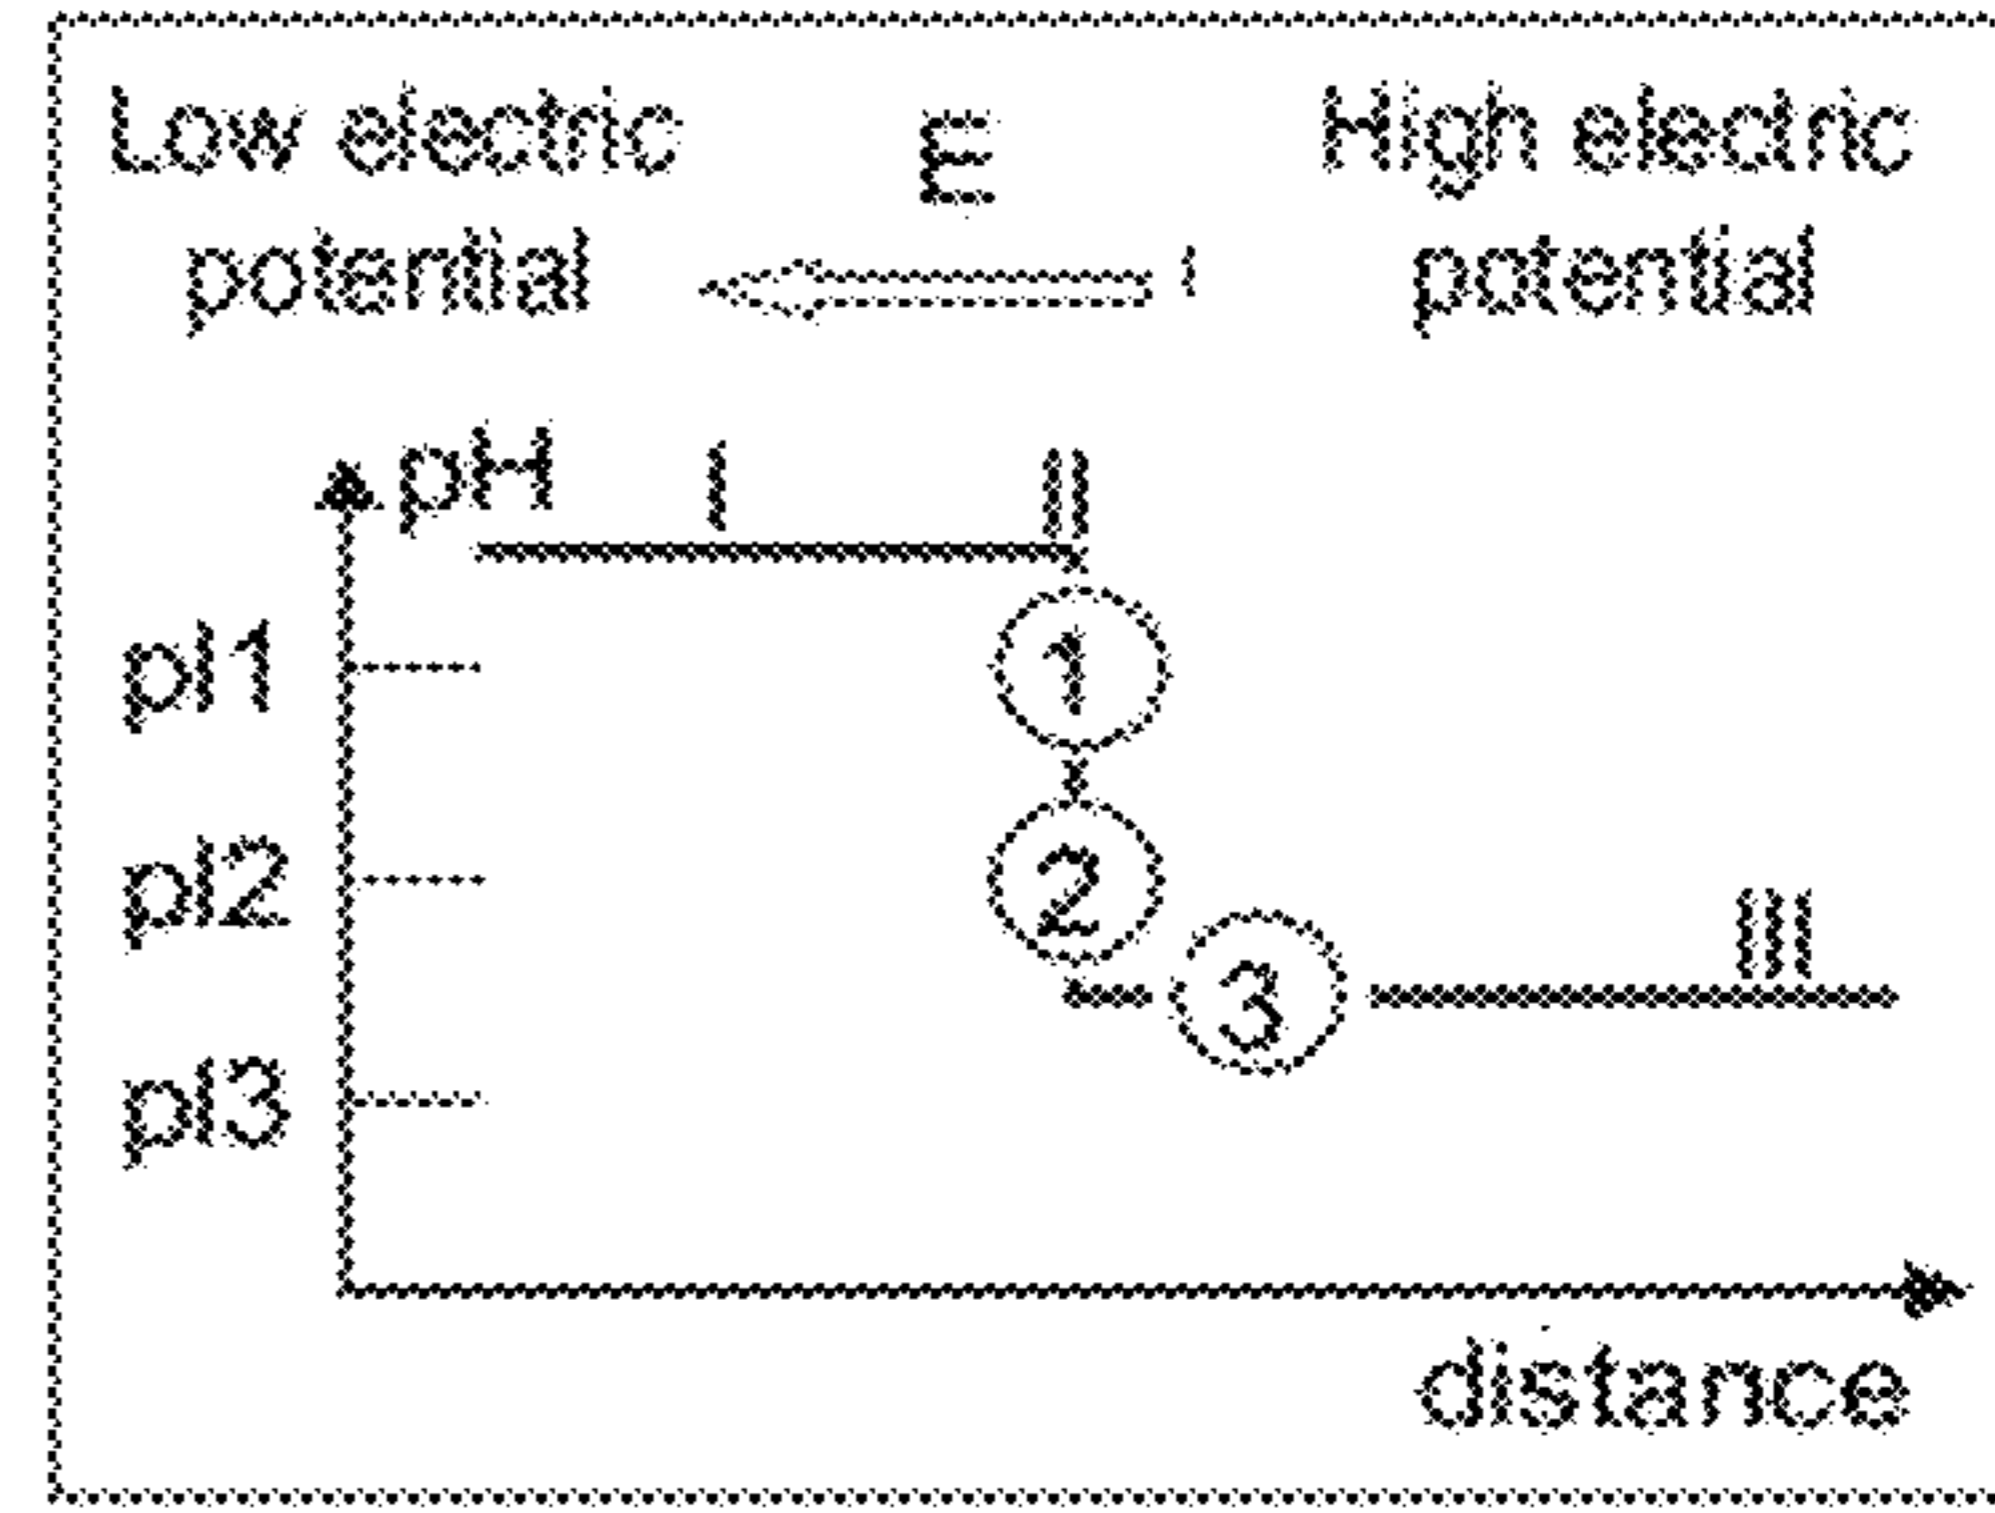 Low electric
potential
E
High electric
potential
pH
I
II
pI1
1
pI2
2
III
3
pI3
distance